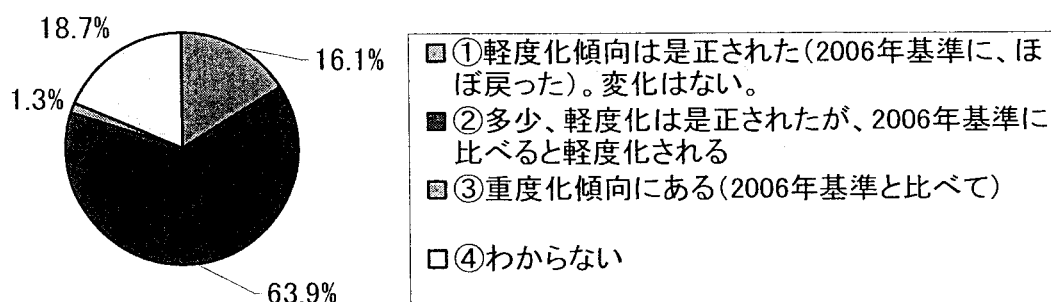 18.7%
16.1%
1.3%
63.9%
①軽度化傾向は是正された(2006年基準に、ほ
ぼ戻った)。変化はない。
②多少、軽度化は是正されたが、2006年基準に
比べると軽度化される
③重度化傾向にある(2006年基準と比べて)
④わからない